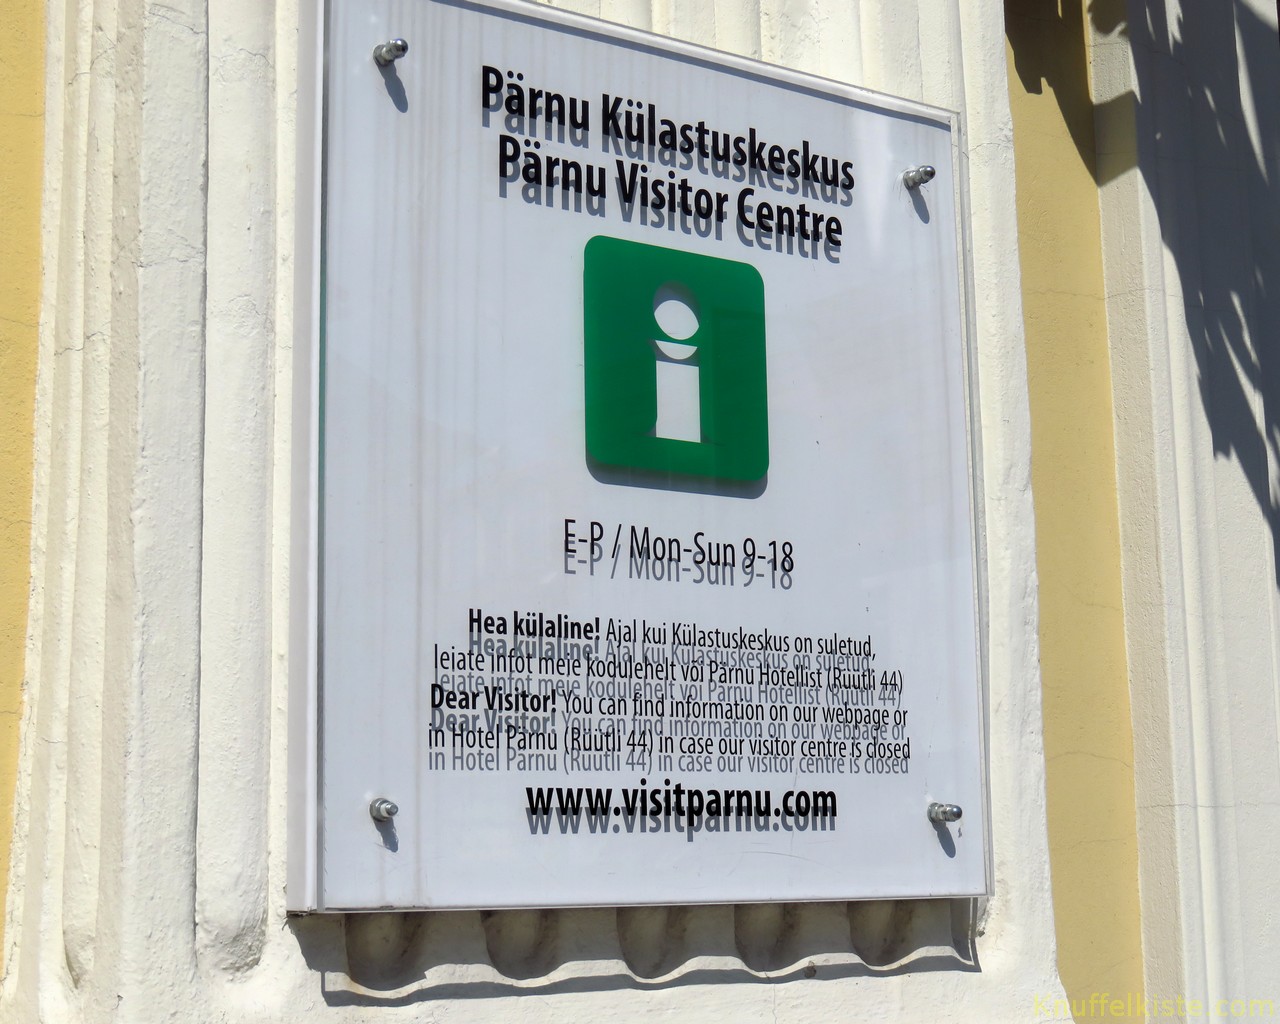 Pärnu Külastuskeskus
Pärnu Visitor Centre
i
E-P / Mon-Sun 9-18
Hea külaline! Ajal kui Külastuskeskus on suletud,
leiate infot meie kodulehelt või Pärnu Hotellist (Rüütli 44)
Dear Visitor! You can find information on our webpage or
in Hotel Pärnu (Rüütli 44) in case our visitor centre is closed
www.visitparnu.com
Knuffelkiste.com